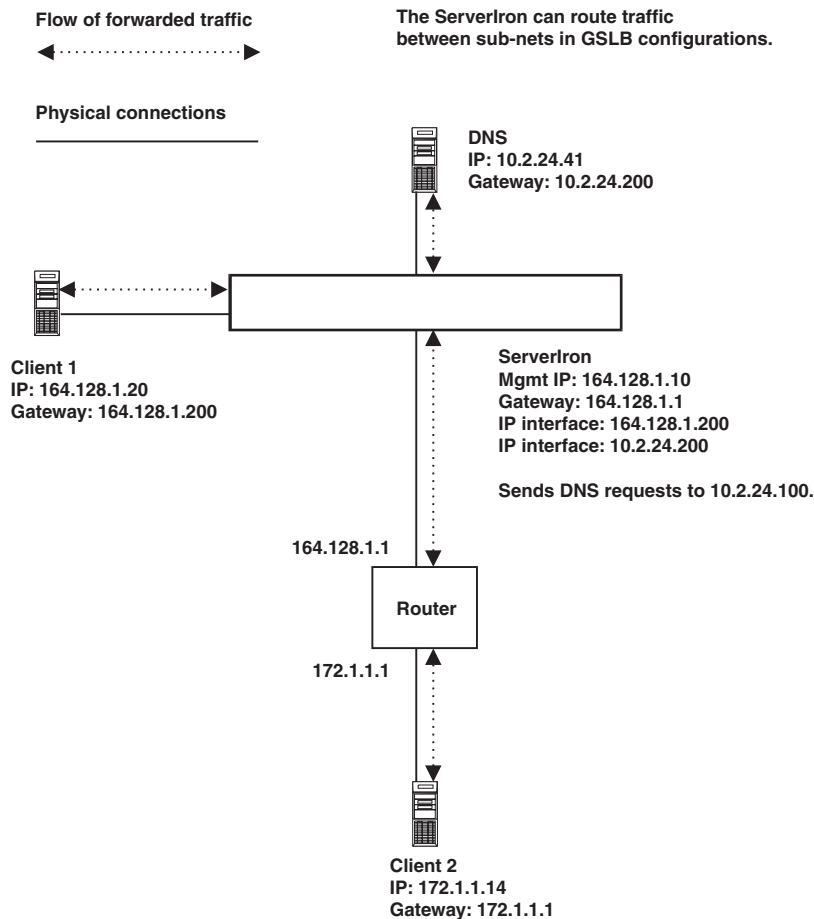 Flow of forwarded traffic
The ServerIron can route traffic
between sub-nets in GSLB configurations.
Physical connections
DNS
IP: 10.2.24.41
Gateway: 10.2.24.200
Client 1
IP: 164.128.1.20
Gateway: 164.128.1.200
ServerIron
Mgmt IP: 164.128.1.10
Gateway: 164.128.1.1
IP interface: 164.128.1.200
IP interface: 10.2.24.200
Sends DNS requests to 10.2.24.100.
164.128.1.1
Router
172.1.1.1
Client 2
IP: 172.1.1.14
Gateway: 172.1.1.1